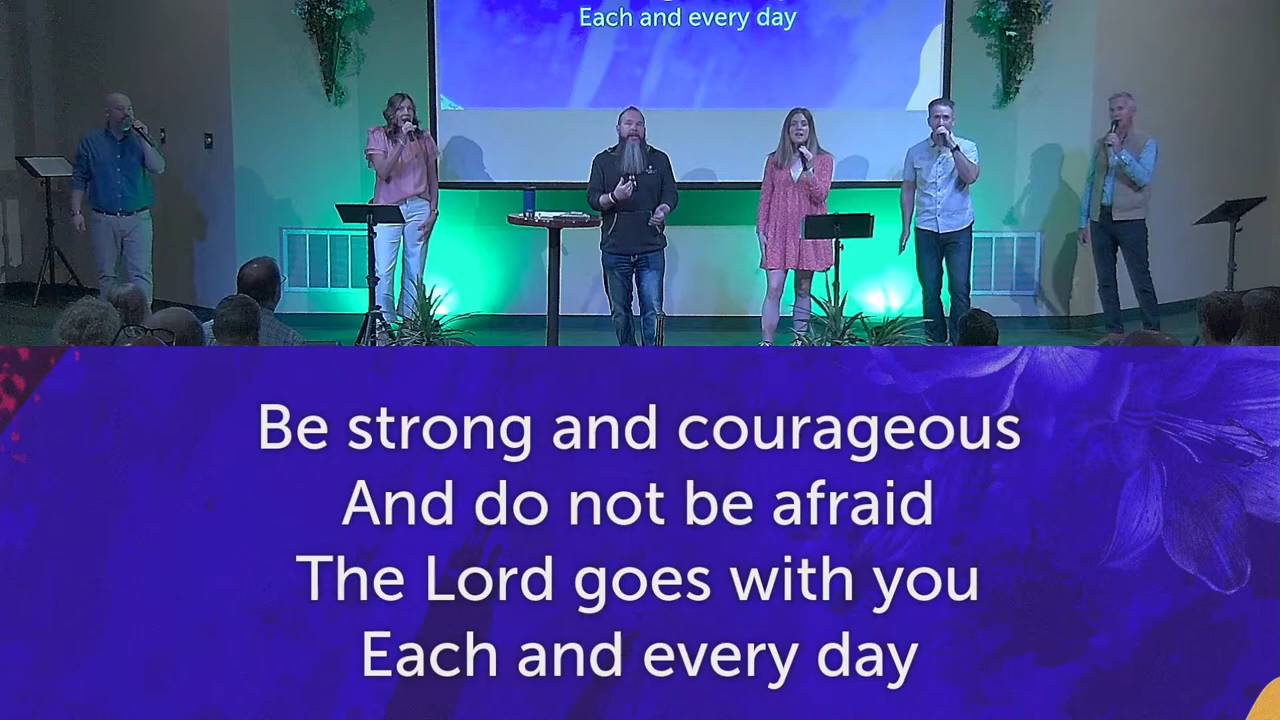 Each and every day
Be strong and courageous
And do not be afraid
The Lord goes with you
Each and every day